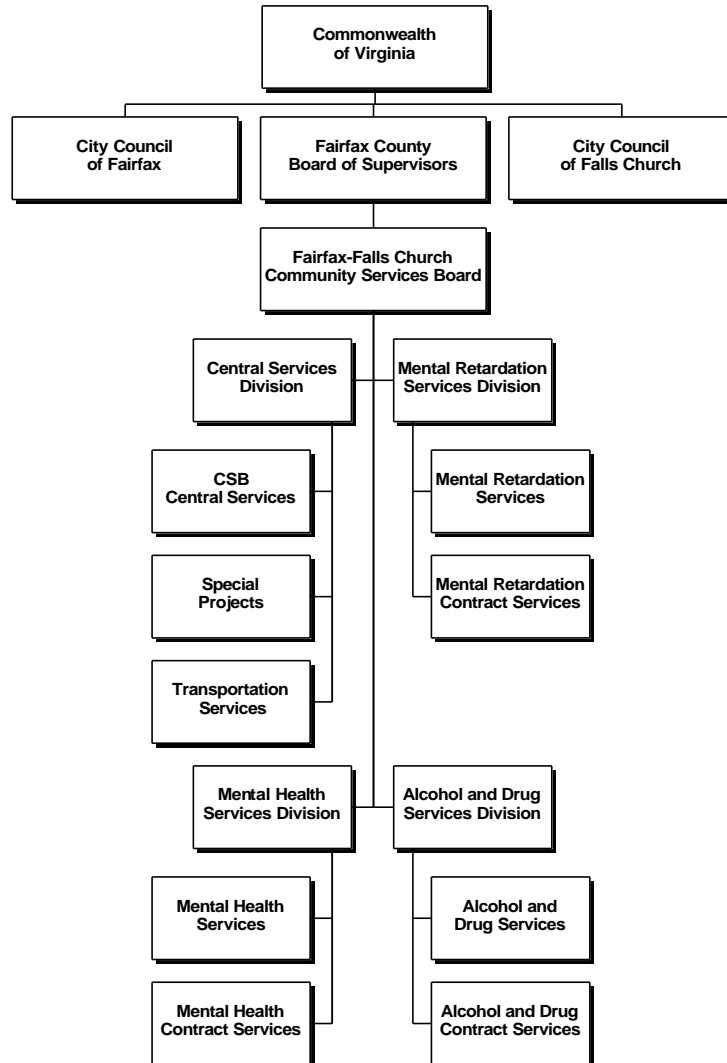 Commonwealth
of Virginia
City Council
of Fairfax
Fairfax County
Board of Supervisors
City Council
of Falls Church
Fairfax-Falls Church
Community Services Board
Central Services
Division
Mental Retardation
Services Division
CSB
Central Services
Mental Retardation
Services
Special
Projects
Mental Retardation
Contract Services
Transportation
Services
Mental Health
Services Division
Alcohol and Drug
Services Division
Mental Health
Services
Alcohol and
Drug Services
Mental Health
Contract Services
Alcohol and Drug
Contract Services